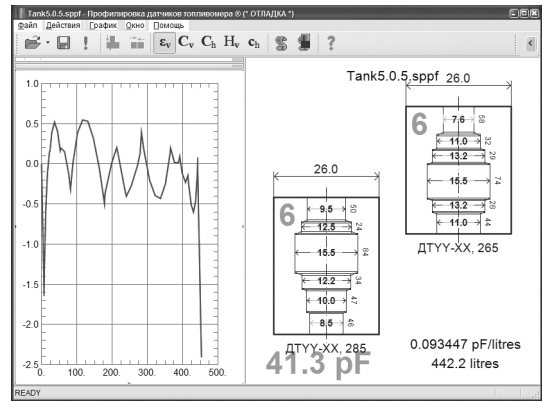 Tank5.0.5.sppf - Профилировка датчиков топливомера ® (* ОТЛАДКА *)
Файл Действия График Окно Помощь
εv Cv Ch Hv ch
Tank5.0.5.sppf
26.0
6
7.6 58
11.0 32
13.2 29
15.5 74
13.2 28
11.0 44
ДТYY-XX, 265
26.0
6
9.5 50
12.5 24
15.5 84
12.2 34
10.0 47
8.5 46
ДТYY-XX, 285
41.3 pF
0.093447 pF/litres
442.2 litres
1.0
0.5
0.0
-0.5
-1.0
-1.5
-2.0
-2.5
0. 100. 200. 300. 400. 500.
READY